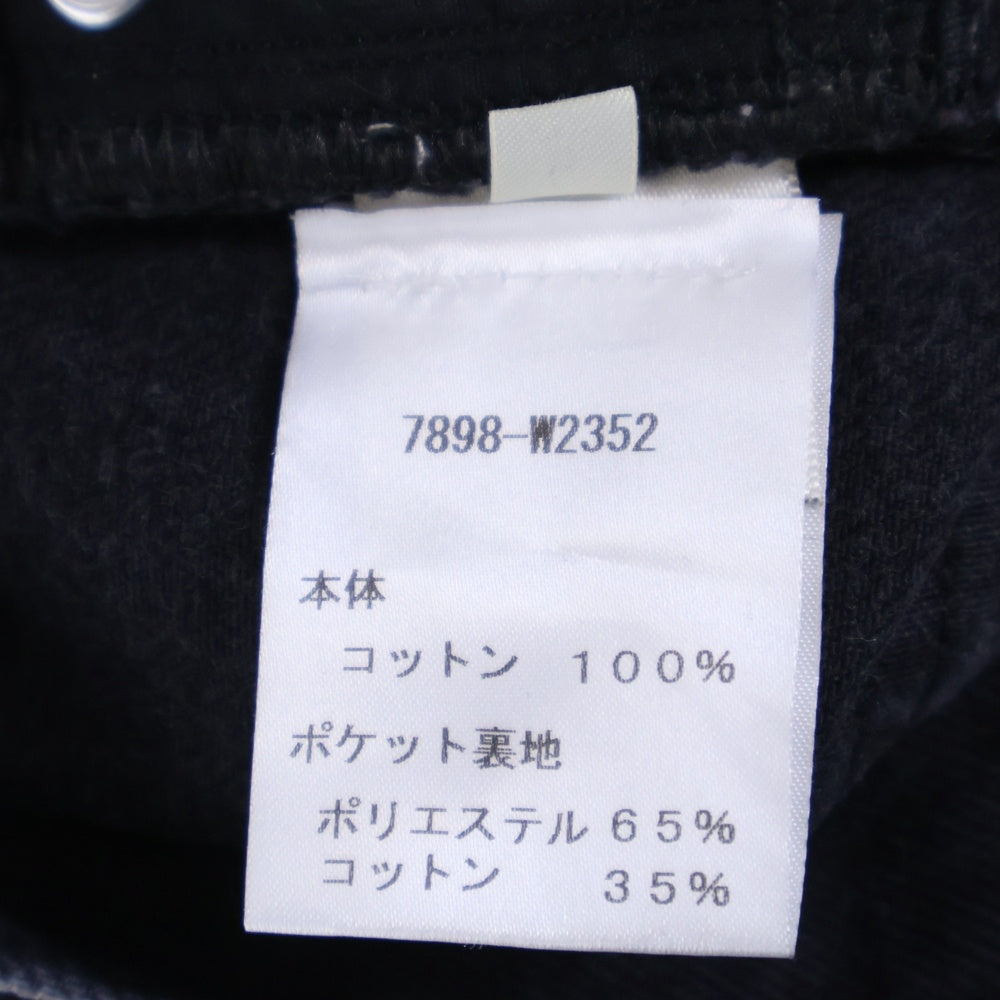 7898-W2352
本体
コットン １００％
ポケット裏地
ポリエステル ６５％
コットン ３５％